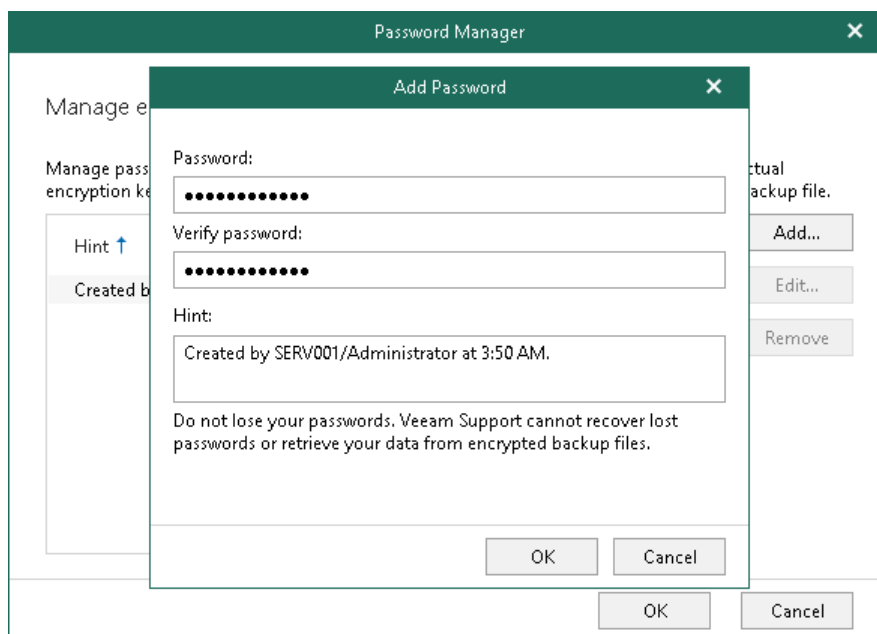 Password Manager
Add Password
Manage e
Manage pass
ctual
encryption ke
ackup file.
Hint
Created b
Add...
Edit...
Remove
Password:
●●●●●●●●●●●●
Verify password:
●●●●●●●●●●●●
Hint:
Created by SERV001/Administrator at 3:50 AM.
Do not lose your passwords. Veeam Support cannot recover lost
passwords or retrieve your data from encrypted backup files.
OK
Cancel
OK
Cancel